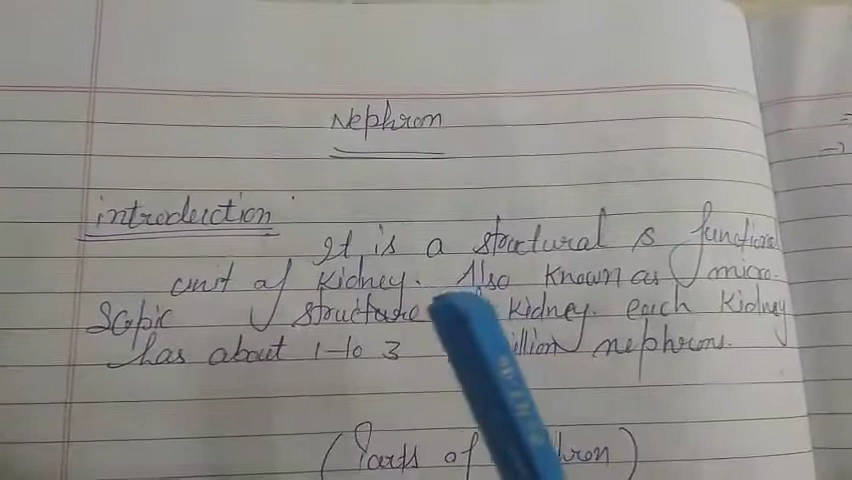 Nephron
introduction
It is a structural & functional
unit of kidney. Also known as micro-
scopic structure kidney. each kidney
has about 1-to 3 nephrons.
(Parts of